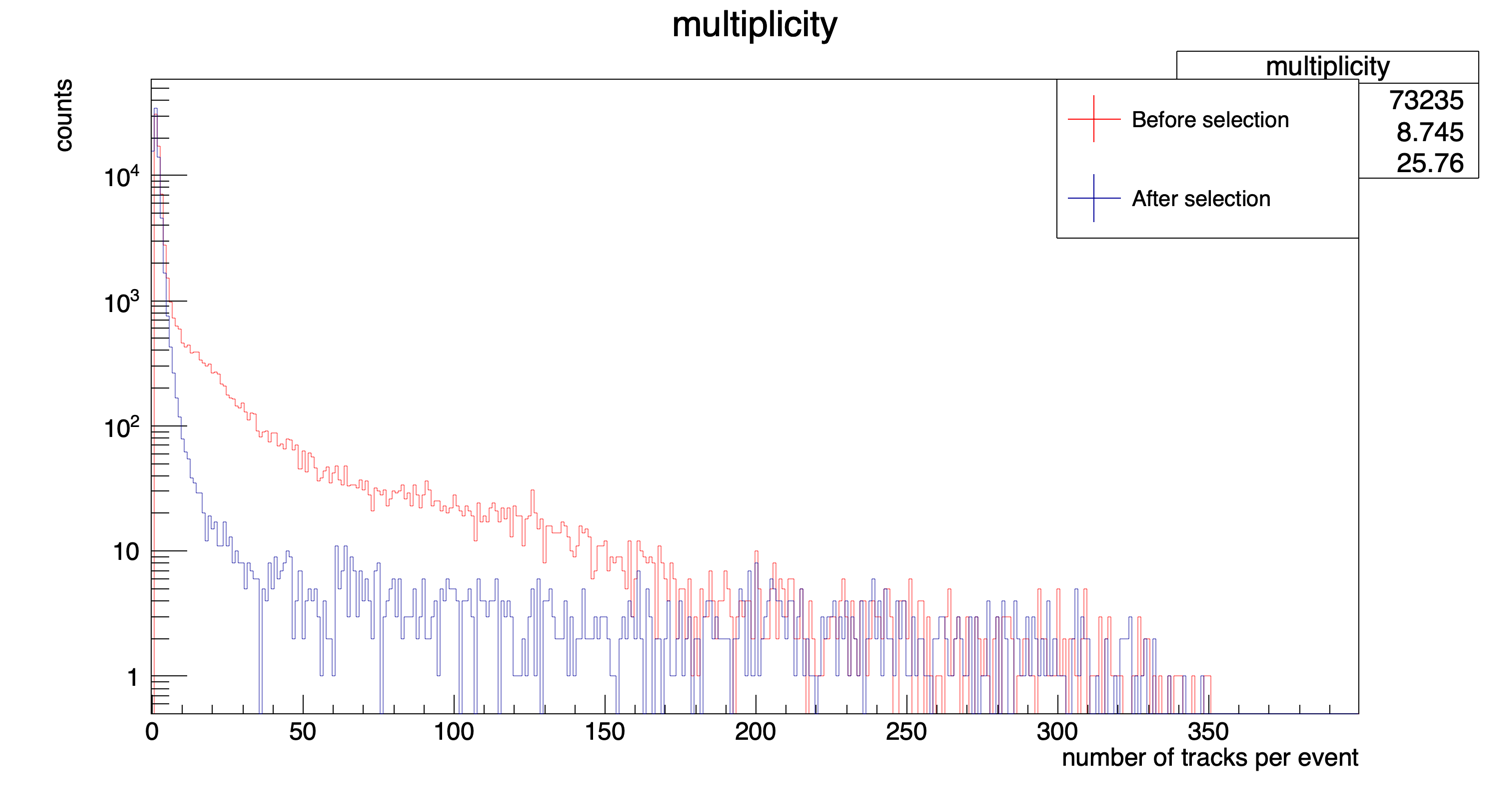 multiplicity
multiplicity
73235
8.745
25.76
Before selection
After selection
counts
10⁴
10³
10²
10
1
0 50 100 150 200 250 300 350
number of tracks per event